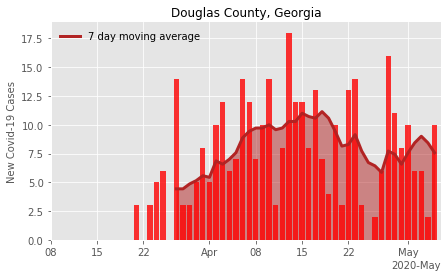 Douglas County, Georgia
7 day moving average
New Covid-19 Cases
17.5
15.0
12.5
10.0
7.5
5.0
2.5
0.0
08 15 22 Apr 08 15 22 May
2020-May